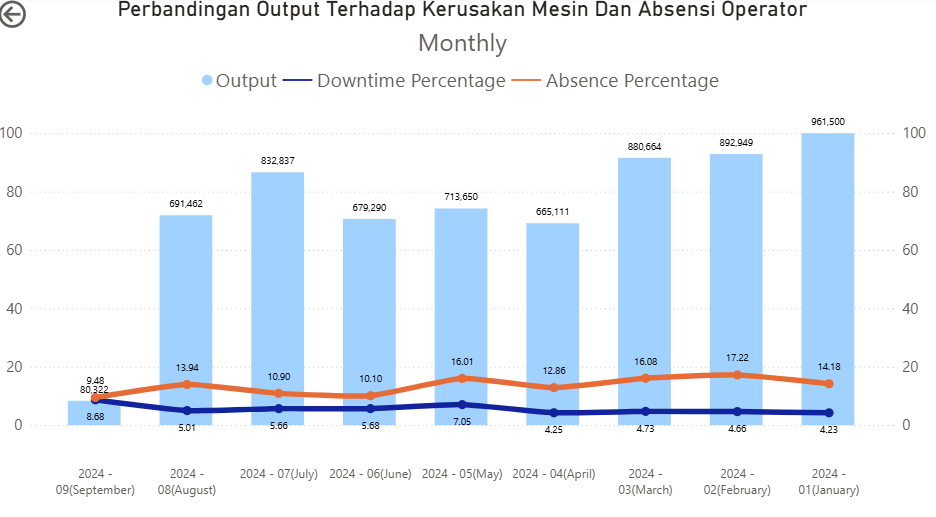 Perbandingan Output Terhadap Kerusakan Mesin Dan Absensi Operator
Monthly
Output Downtime Percentage Absence Percentage
961,500
892,949
880,664
832,837
713,650
691,462
679,290
665,111
100 100
80 80
60 60
40 40
20 20
0 0
9.48 13.94 10.90 10.10 16.01 12.86 16.08 17.22 14.18
80,322
8.68 5.01 5.66 5.68 7.05 4.25 4.73 4.66 4.23
2024 - 2024 - 2024 - 07(July) 2024 - 06(June) 2024 - 05(May) 2024 - 04(April) 2024 - 2024 - 2024 -
09(September) 08(August) 03(March) 02(February) 01(January)